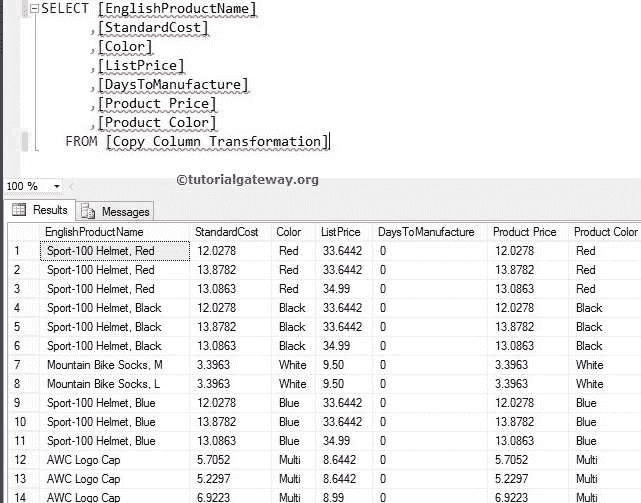 SELECT [EnglishProductName]
,[StandardCost]
,[Color]
,[ListPrice]
,[DaysToManufacture]
,[Product Price]
,[Product Color]
FROM [Copy Column Transformation]
100 %
©tutorialgateway.org
Results Messages
EnglishProductName StandardCost Color ListPrice DaysToManufacture Product Price Product Color
1 Sport-100 Helmet, Red 12.0278 Red 33.6442 0 12.0278 Red
2 Sport-100 Helmet, Red 13.8782 Red 33.6442 0 13.8782 Red
3 Sport-100 Helmet, Red 13.0863 Red 34.99 0 13.0863 Red
4 Sport-100 Helmet, Black 12.0278 Black 33.6442 0 12.0278 Black
5 Sport-100 Helmet, Black 13.8782 Black 33.6442 0 13.8782 Black
6 Sport-100 Helmet, Black 13.0863 Black 34.99 0 13.0863 Black
7 Mountain Bike Socks, M 3.3963 White 9.50 0 3.3963 White
8 Mountain Bike Socks, L 3.3963 White 9.50 0 3.3963 White
9 Sport-100 Helmet, Blue 12.0278 Blue 33.6442 0 12.0278 Blue
10 Sport-100 Helmet, Blue 13.8782 Blue 33.6442 0 13.8782 Blue
11 Sport-100 Helmet, Blue 13.0863 Blue 34.99 0 13.0863 Blue
12 AWC Logo Cap 5.7052 Multi 8.6442 0 5.7052 Multi
13 AWC Logo Cap 5.2297 Multi 8.6442 0 5.2297 Multi
14 AWC Logo Cap 6.9223 Multi 8.99 0 6.9223 Multi